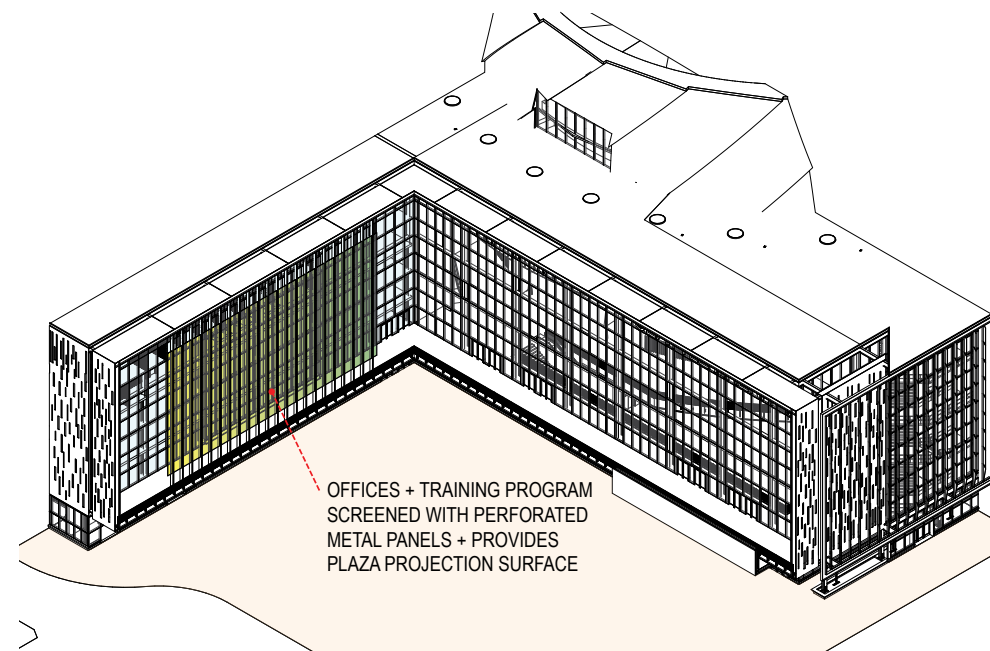 OFFICES + TRAINING PROGRAM
SCREENED WITH PERFORATED
METAL PANELS + PROVIDES
PLAZA PROJECTION SURFACE